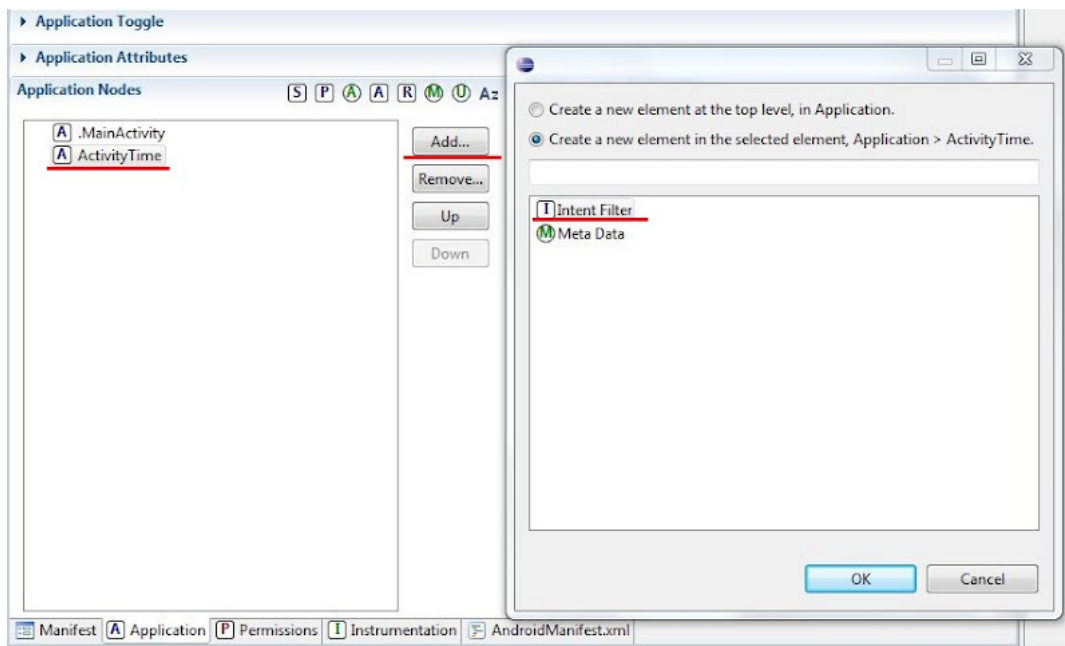 Application Toggle
Application Attributes
Application Nodes
S P A A R M U Az
A .MainActivity
A ActivityTime
Add...
Remove...
Up
Down
Create a new element at the top level, in Application.
Create a new element in the selected element, Application > ActivityTime.
I Intent Filter
M Meta Data
OK Cancel
Manifest A Application P Permissions I Instrumentation F AndroidManifest.xml